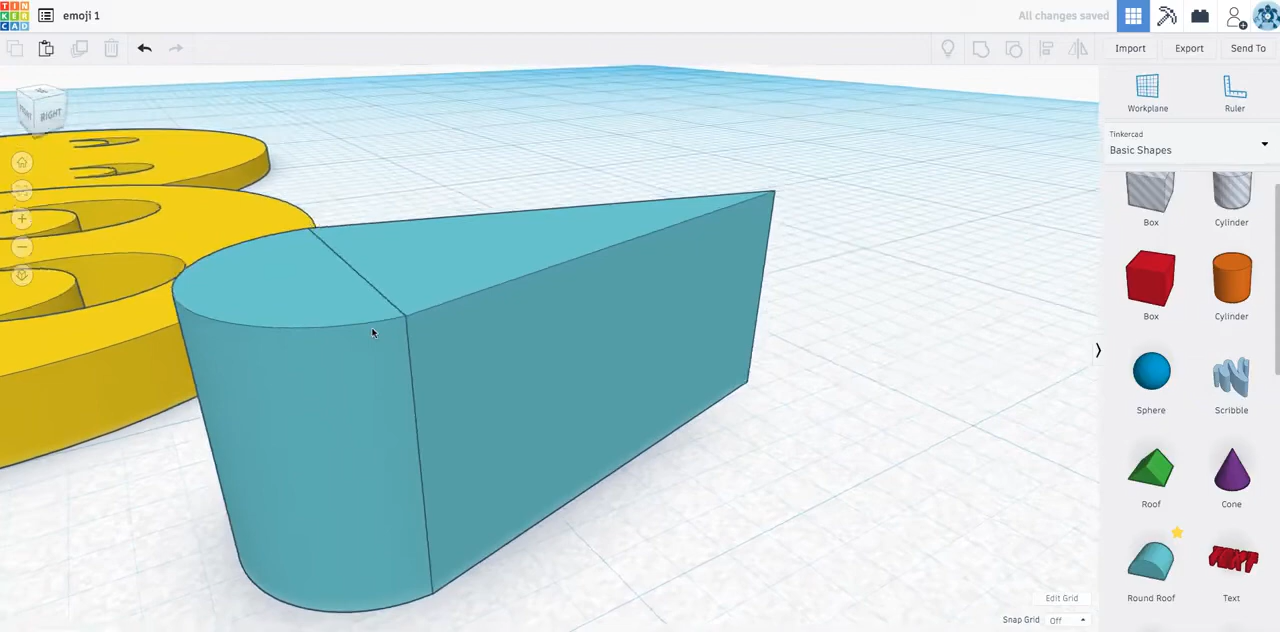 TIN
KER
CAD
emoji 1
All changes saved
Import
Export
Send To
RIGHT
Workplane
Ruler
Tinkercad
Basic Shapes
Box
Cylinder
Box
Cylinder
Sphere
Scribble
Roof
Cone
TEXT
Round Roof
Text
Edit Grid
Snap Grid
Off